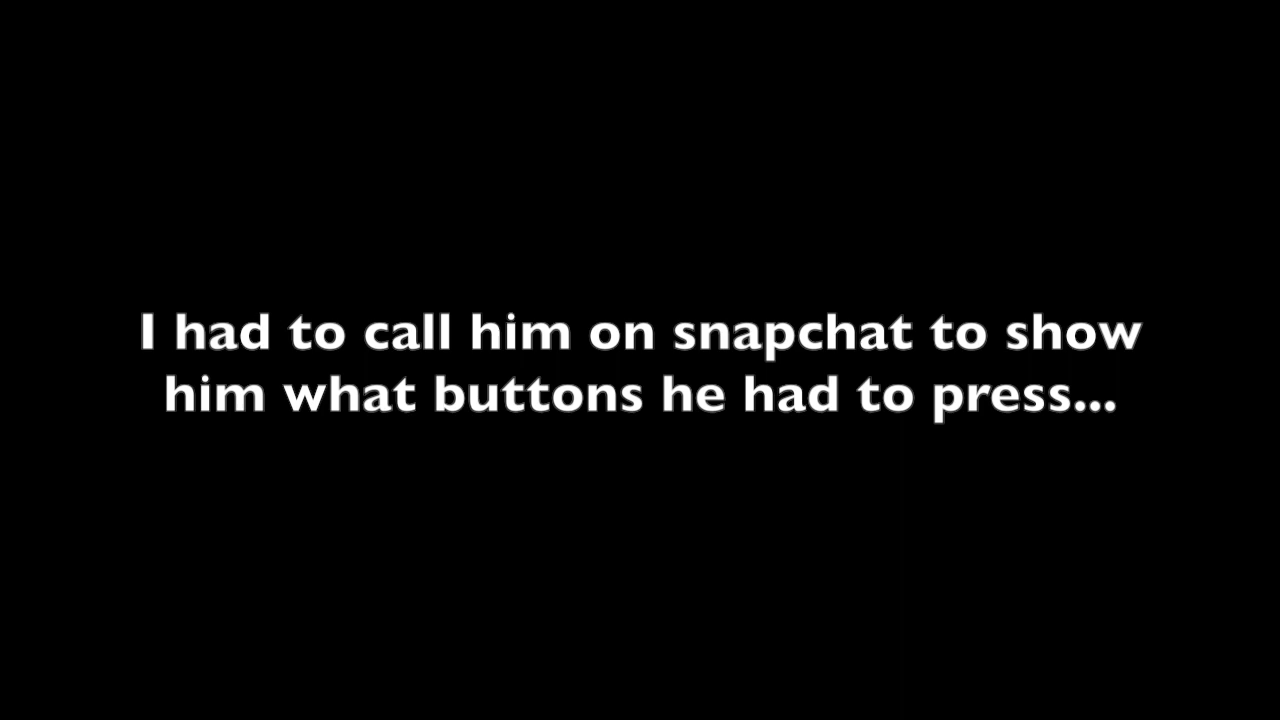 I had to call him on snapchat to show
him what buttons he had to press...